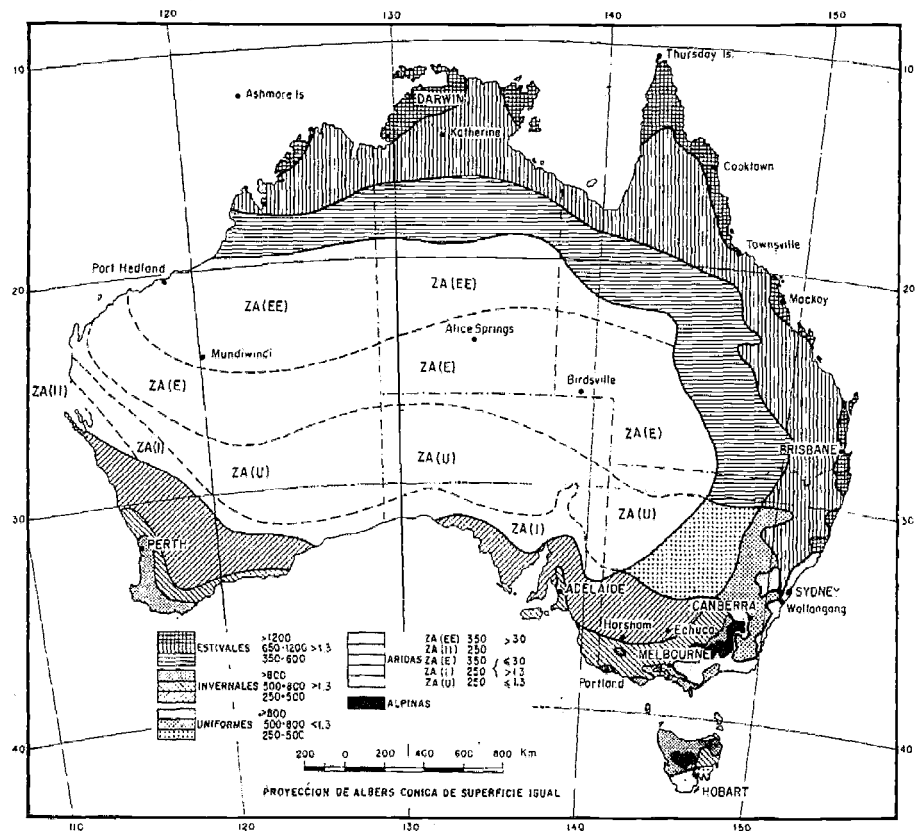 120 130 140 150
10 10
Thursday Is.
Ashmore Is
DARWIN
Katherine
Cooktown
Townsville
Port Hedland
20 20
ZA(EE) ZA(EE)
Mackay
Alice Springs
Mundiwindi
ZA(E)
Birdsville
ZA(E)
ZA(II)
ZA(E)
ZA(I)
BRISBANE
ZA(U) ZA(U)
ZA(U)
30 30
ZA(I)
PERTH
ADELAIDE
SYDNEY
CANBERRA
Wollongong
Horsham
Echuca
MELBOURNE
Portland
ESTIVALES
>1200
650-1200 >1.3
350-600
INVERNALES
>800
500-800 >1.3
250-500
UNIFORMES
>800
500-800 <1.3
250-500
ARIDAS
ZA (EE) 350 >30
ZA (II) 250
ZA (E) 350 { ≤30
ZA (I) 250 >1.3
ZA (U) 250 ≤1.3
ALPINAS
40 40
200 0 200 400 600 800 Km
HOBART
PROYECCION DE ALBERS CONICA DE SUPERFICIE IGUAL
110 120 130 140 150